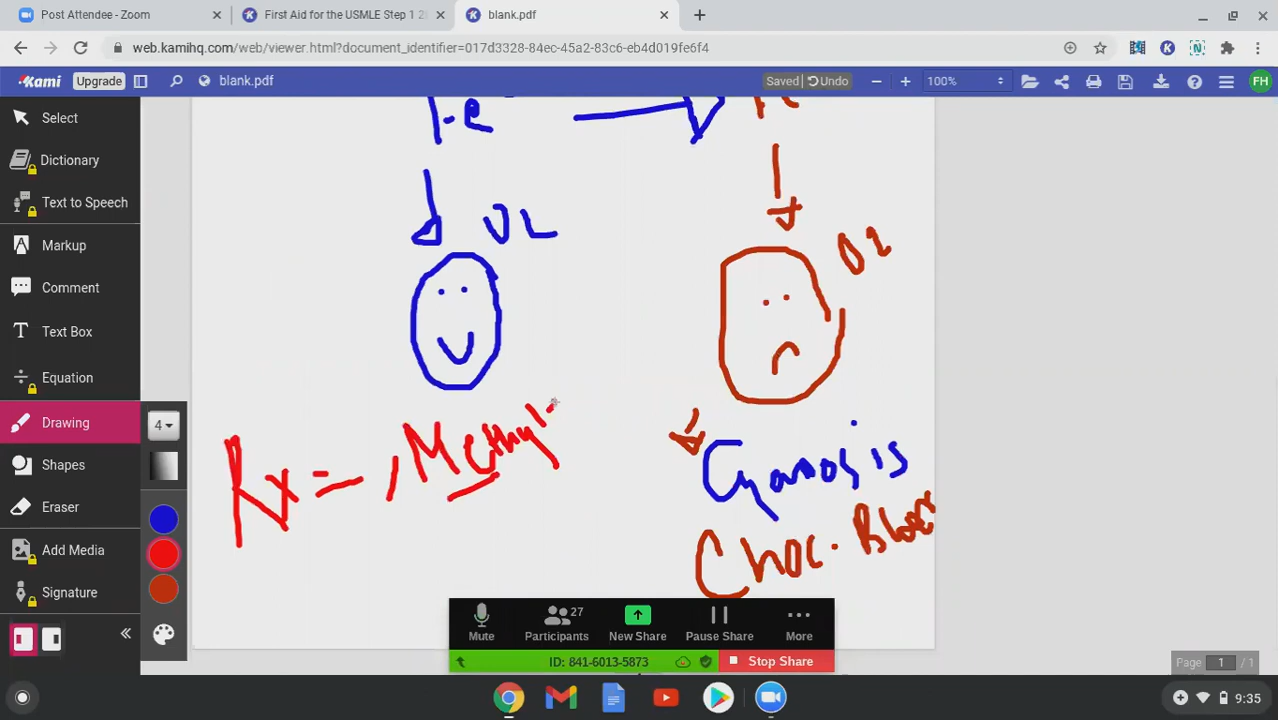 Post Attendee - Zoom
First Aid for the USMLE Step 1 2
blank.pdf
web.kamihq.com/web/viewer.html?document_identifier=017d3328-84ec-45a2-83c6-eb4d019fe6f4
Kami Upgrade blank.pdf Saved Undo 100% FH
Select
Dictionary
Text to Speech
Markup
Comment
Text Box
Equation
Drawing 4
Shapes
Eraser
Add Media
Signature
Fe
O2
O2
Rx = 1, Methyl
Cyanosis
Choc. Blood
Mute
27
Participants
New Share
Pause Share
More
ID: 841-6013-5873 Stop Share
Page 1 / 1
9:35